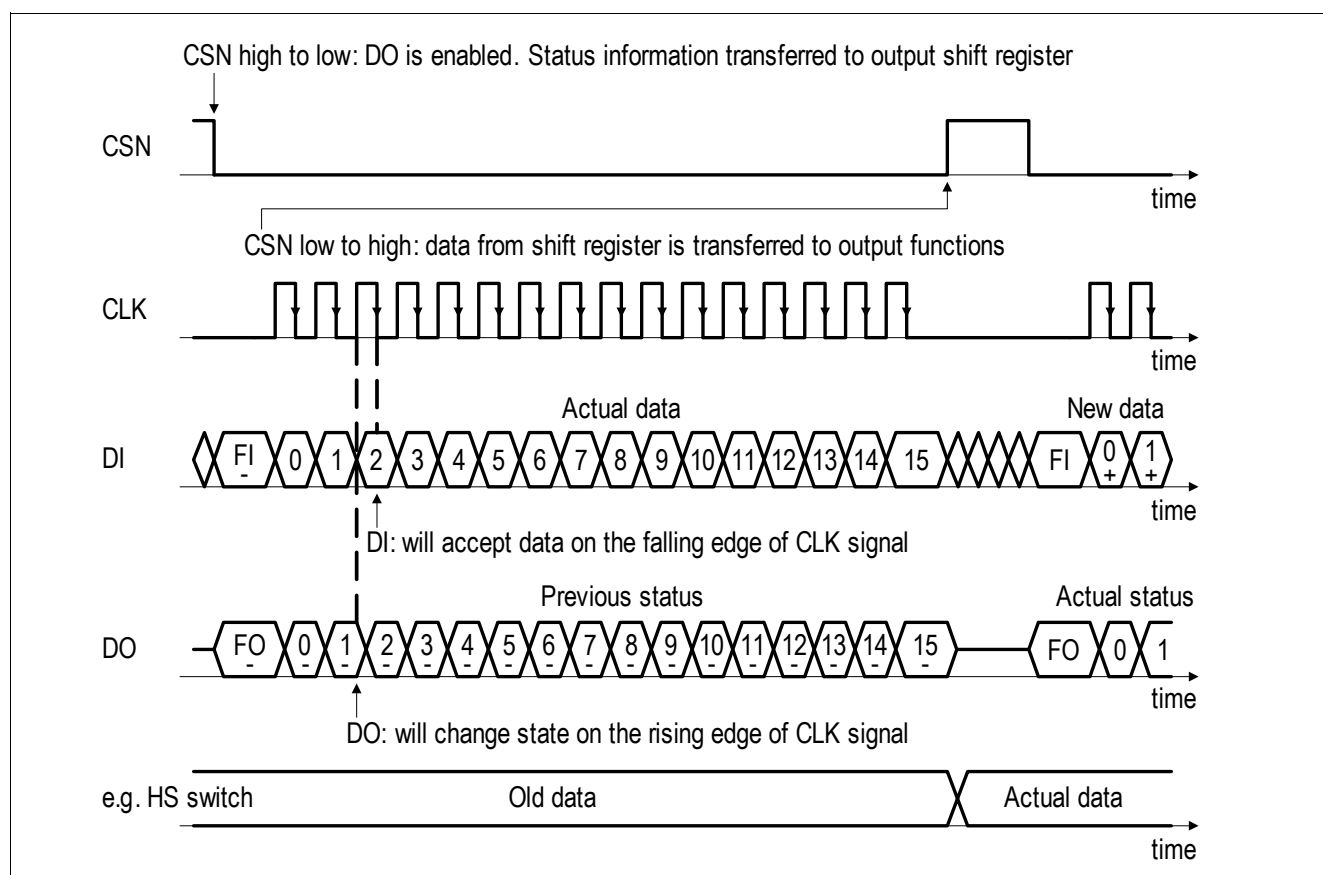 CSN high to low: DO is enabled. Status information transferred to output shift register
CSN
time
CSN low to high: data from shift register is transferred to output functions
CLK
time
Actual data
New data
DI
FI
-
0 1 2 3 4 5 6 7 8 9 10 11 12 13 14 15
FI
0
+
1
+
time
DI: will accept data on the falling edge of CLK signal
Previous status
Actual status
DO
FO
-
0 1 2 3 4 5 6 7 8 9 10 11 12 13 14 15
- - - - - - - - - - - - - - - -
FO 0 1
time
DO: will change state on the rising edge of CLK signal
e.g. HS switch
Old data
Actual data
time